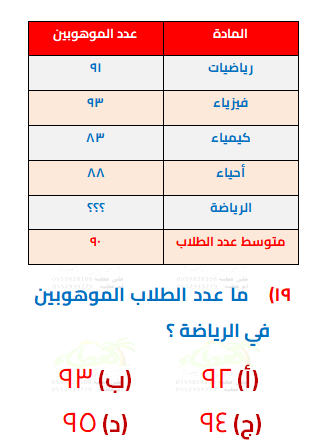 المادة عدد الموهوبين
رياضيات ٩١
فيزياء ٩٣
كيمياء ٨٣
أحياء ٨٨
الرياضة ؟؟؟
متوسط عدد الطلاب ٩٠
١٩) ما عدد الطلاب الموهوبين
في الرياضة ؟
(أ) ٩٢ (ب) ٩٣
(ج) ٩٤ (د) ٩٥